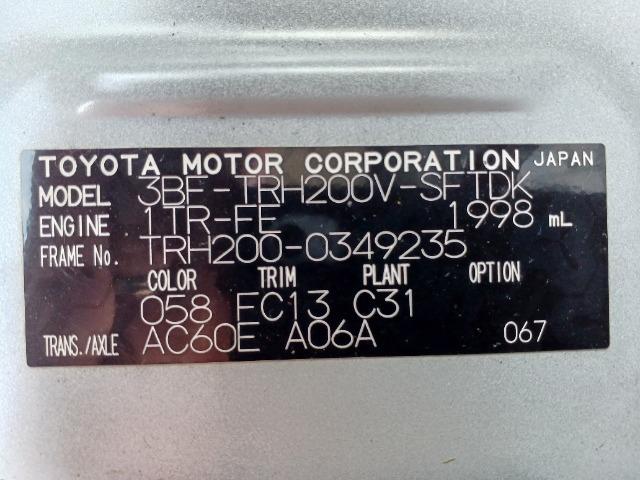 TOYOTA MOTOR CORPORATION JAPAN
MODEL 3BF-TRH200V-SFTDK
ENGINE 1TR-FE 1998 mL
FRAME No. TRH200-0349235
COLOR TRIM PLANT OPTION
058 FC13 C31
TRANS./AXLE AC60E A06A 067